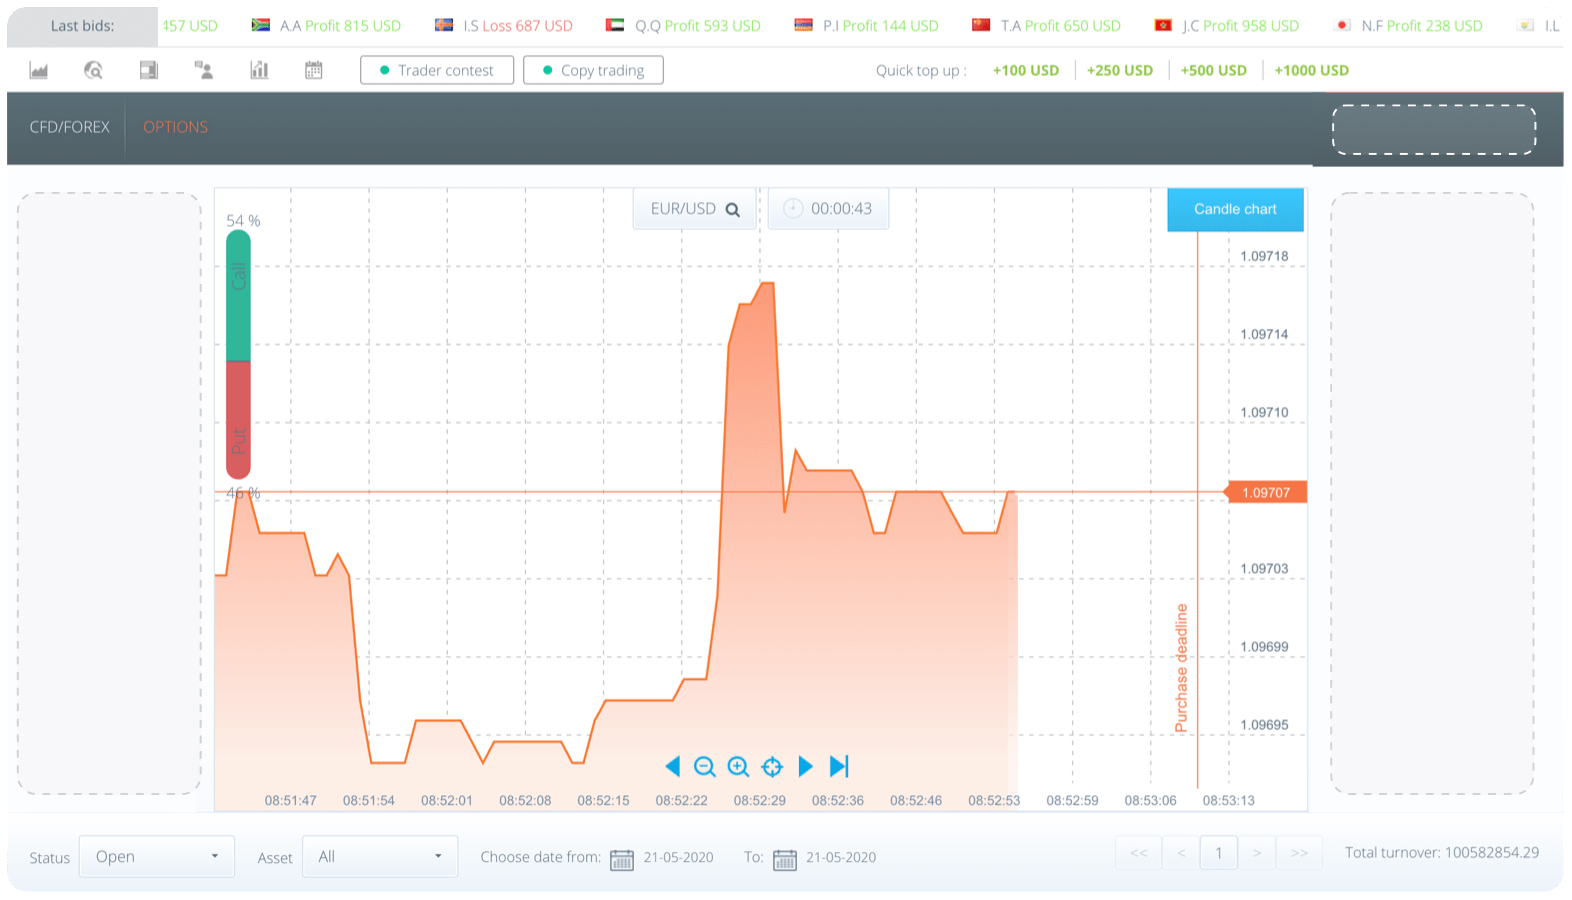 Last bids: 457 USD A.A Profit 815 USD I.S Loss 687 USD Q.Q Profit 593 USD P.I Profit 144 USD T.A Profit 650 USD J.C Profit 958 USD N.F Profit 238 USD I.L
Trader contest Copy trading Quick top up : +100 USD +250 USD +500 USD +1000 USD
CFD/FOREX OPTIONS
EUR/USD 00:00:43 Candle chart
54 %
Call
Put
46 %
1.09718
1.09714
1.09710
1.09707
1.09703
1.09699
1.09695
Purchase deadline
08:51:47 08:51:54 08:52:01 08:52:08 08:52:15 08:52:22 08:52:29 08:52:36 08:52:46 08:52:53 08:52:59 08:53:06 08:53:13
Status Open Asset All Choose date from: 21-05-2020 To: 21-05-2020 << < 1 > >> Total turnover: 100582854.29